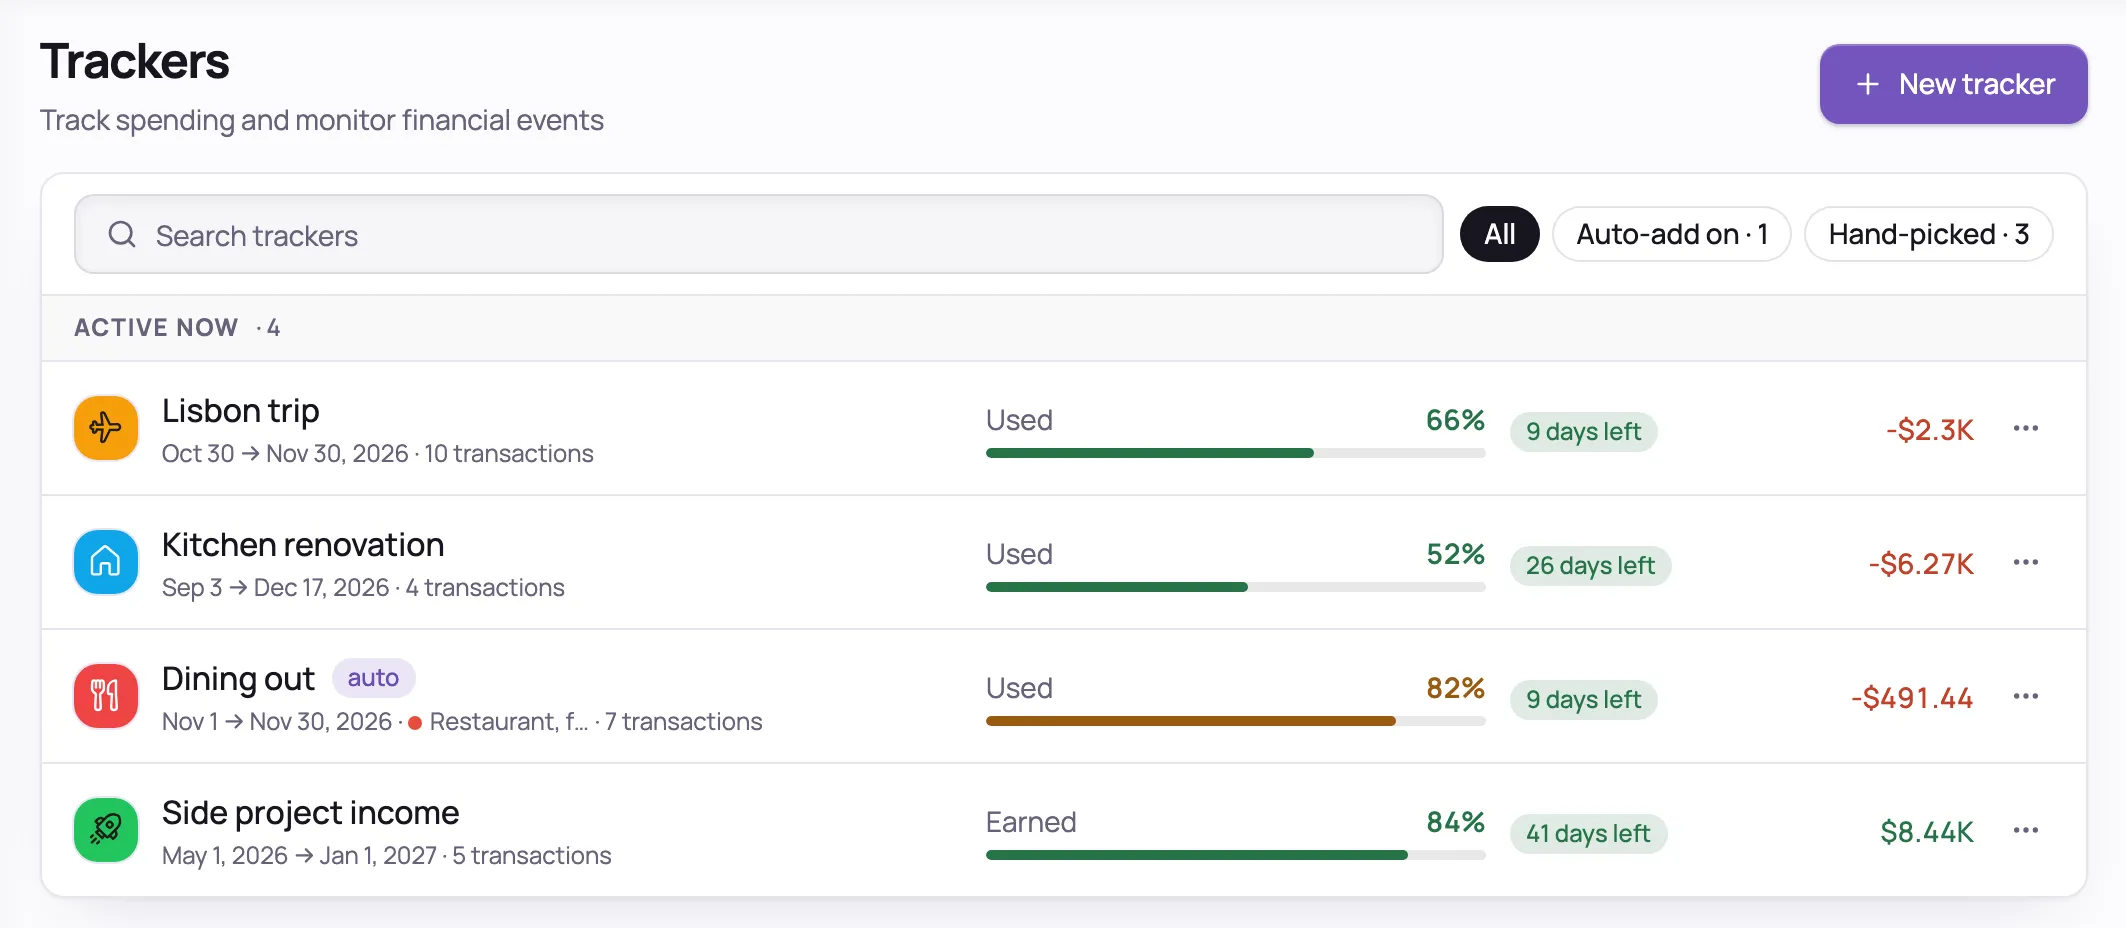 Trackers
Track spending and monitor financial events
+ New tracker
Search trackers
All
Auto-add on · 1
Hand-picked · 3
ACTIVE NOW · 4
Lisbon trip
Oct 30 → Nov 30, 2026 · 10 transactions
Used 66%
9 days left
-$2.3K
Kitchen renovation
Sep 3 → Dec 17, 2026 · 4 transactions
Used 52%
26 days left
-$6.27K
Dining out auto
Nov 1 → Nov 30, 2026 · Restaurant, f... · 7 transactions
Used 82%
9 days left
-$491.44
Side project income
May 1, 2026 → Jan 1, 2027 · 5 transactions
Earned 84%
41 days left
$8.44K